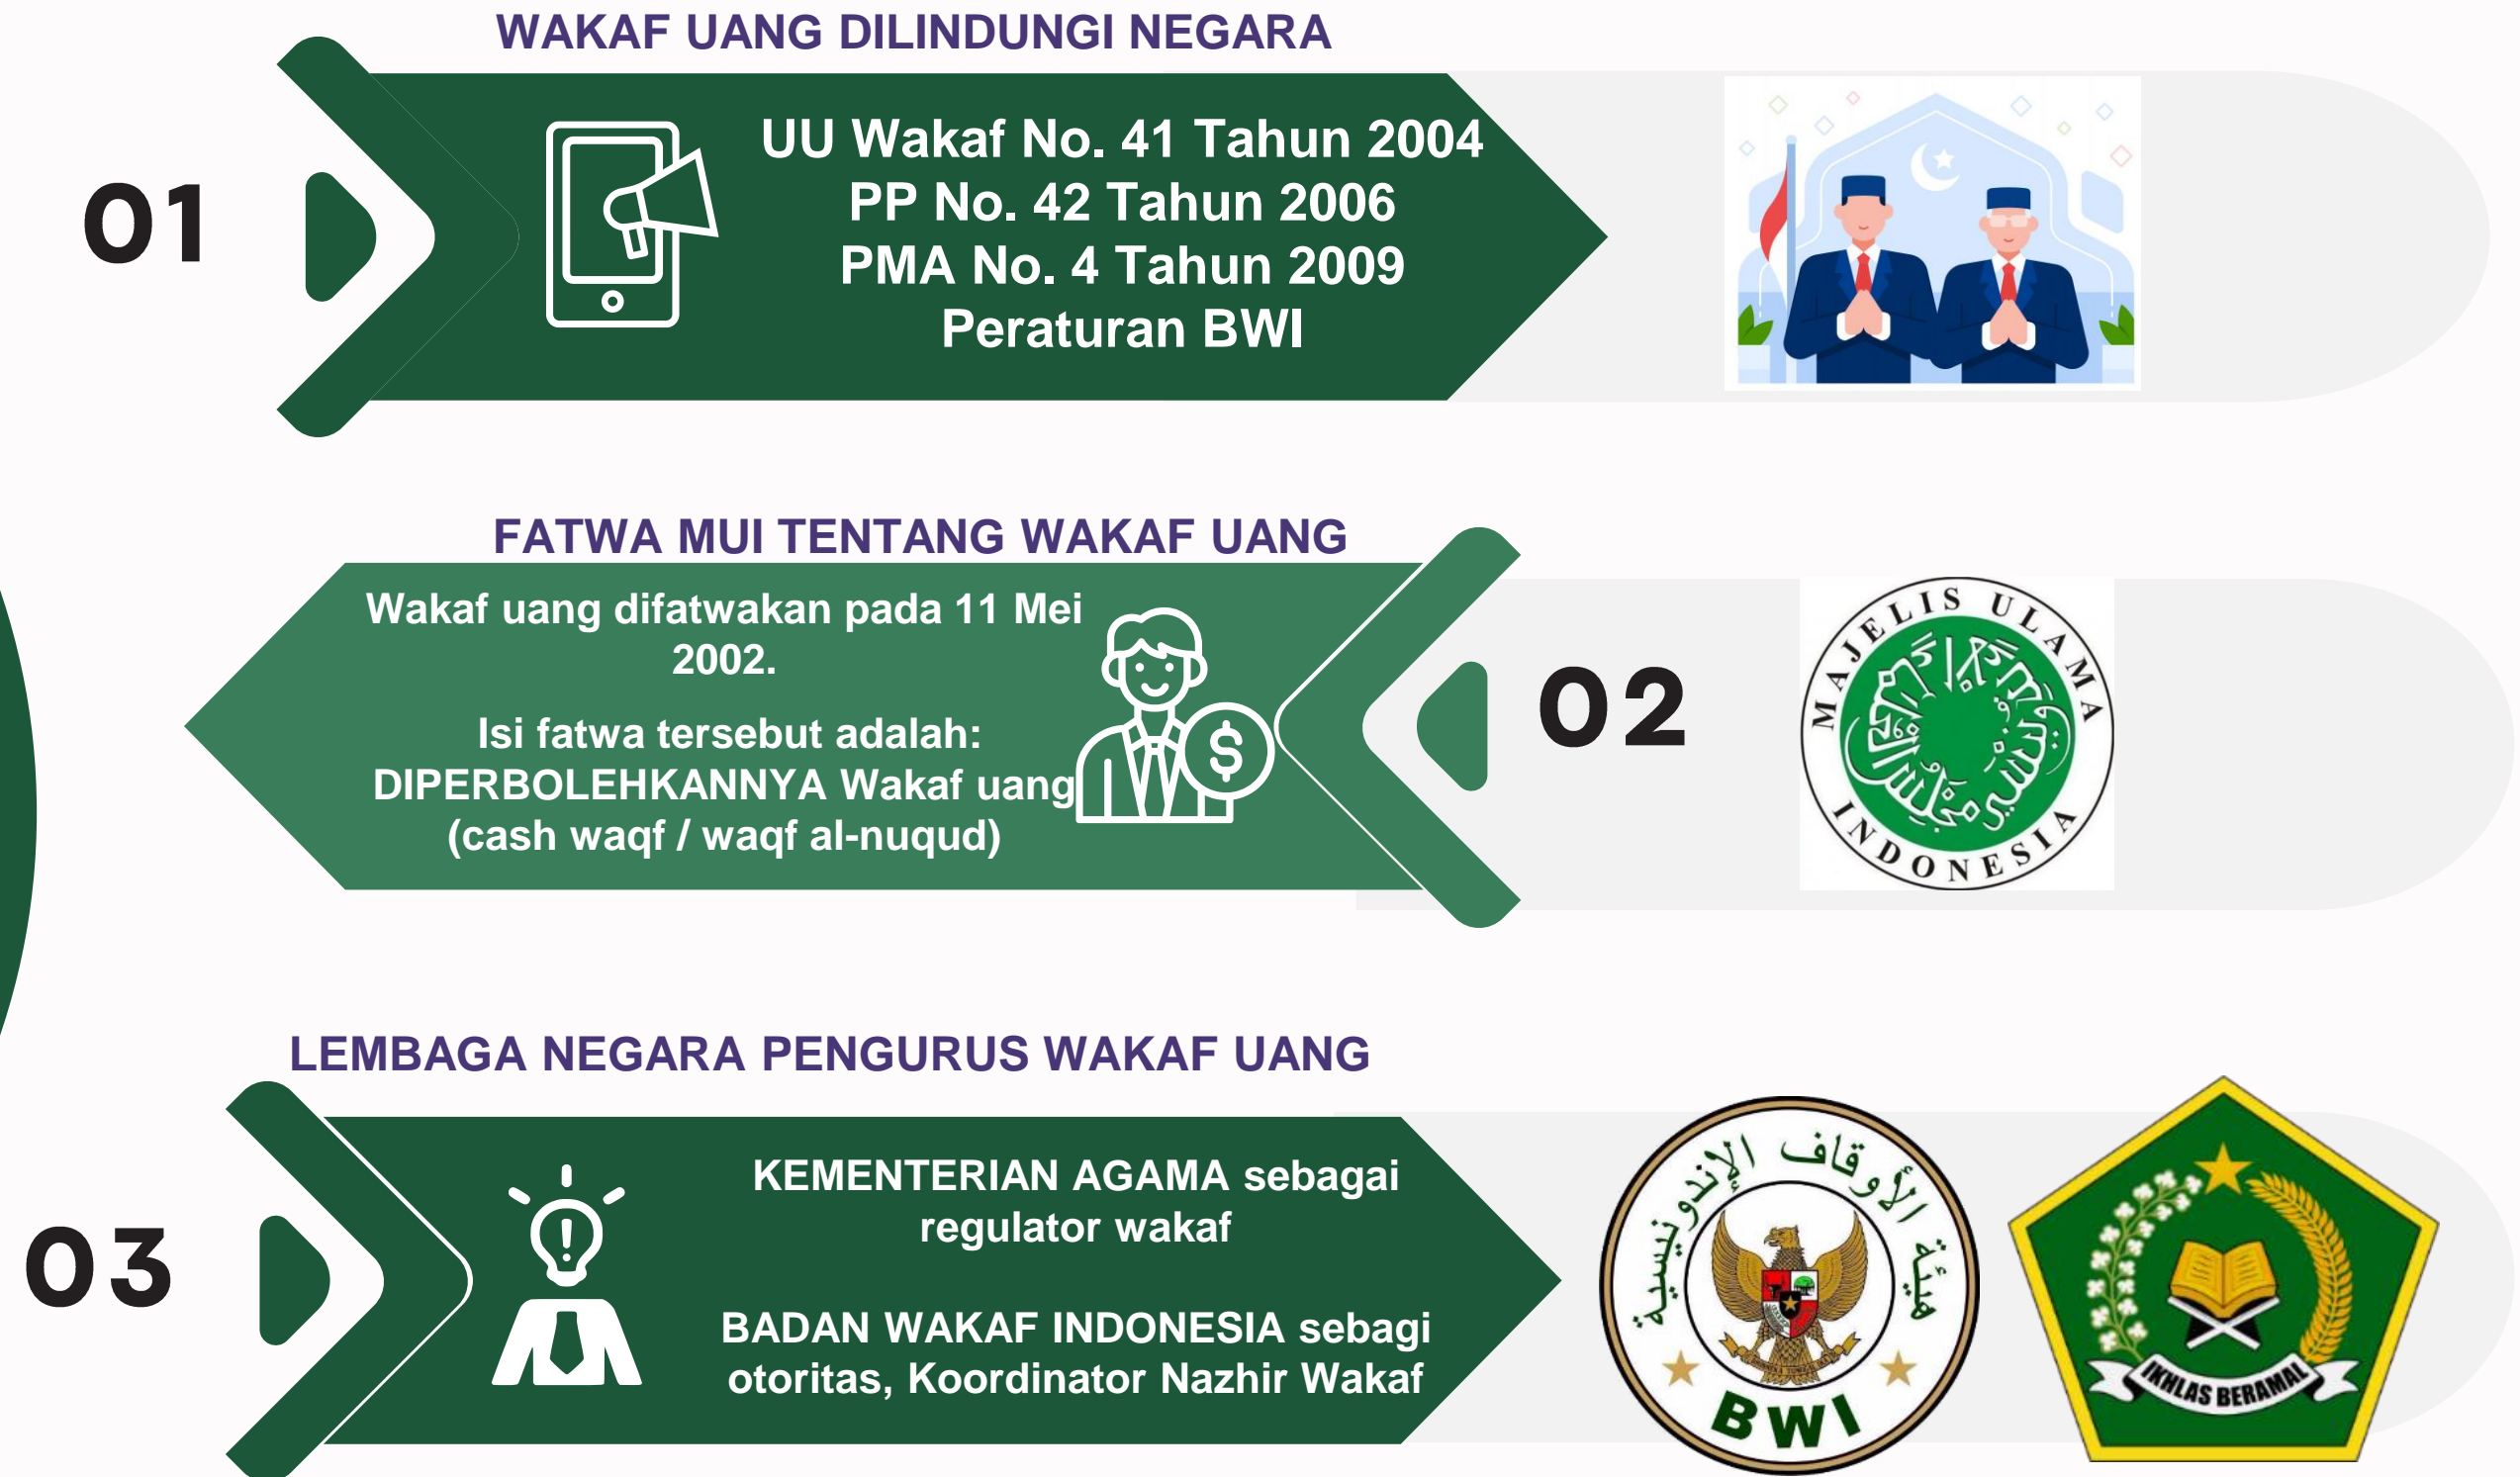 WAKAF UANG DILINDUNGI NEGARA
01
UU Wakaf No. 41 Tahun 2004
PP No. 42 Tahun 2006
PMA No. 4 Tahun 2009
Peraturan BWI
FATWA MUI TENTANG WAKAF UANG
Wakaf uang difatwakan pada 11 Mei
2002.
Isi fatwa tersebut adalah:
DIPERBOLEHKANNYA Wakaf uang
(cash waqf / waqf al-nuqud)
$
02
MAJELIS ULAMA
INDONESIA
LEMBAGA NEGARA PENGURUS WAKAF UANG
03
KEMENTERIAN AGAMA sebagai
regulator wakaf
BADAN WAKAF INDONESIA sebagi
otoritas, Koordinator Nazhir Wakaf
هيئة الأوقاف الإندونيسية
BWI
IKHLAS BERAMAL